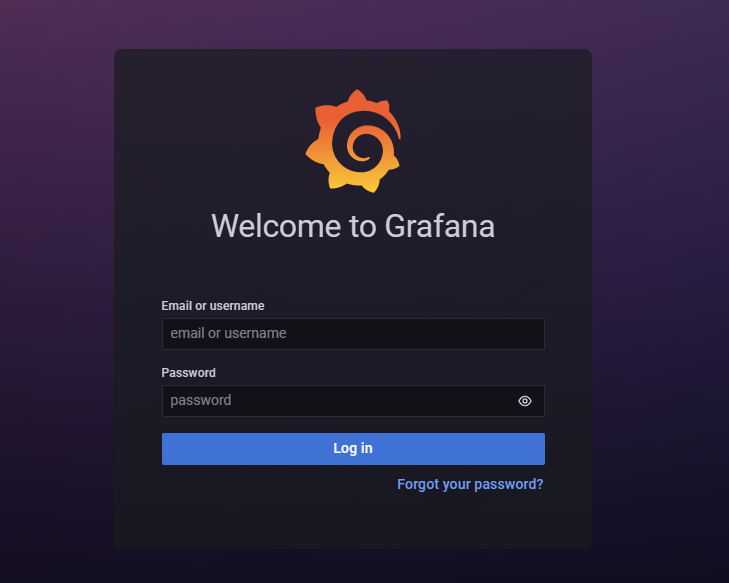 Welcome to Grafana
Email or username
email or username
Password
password
Log in
Forgot your password?